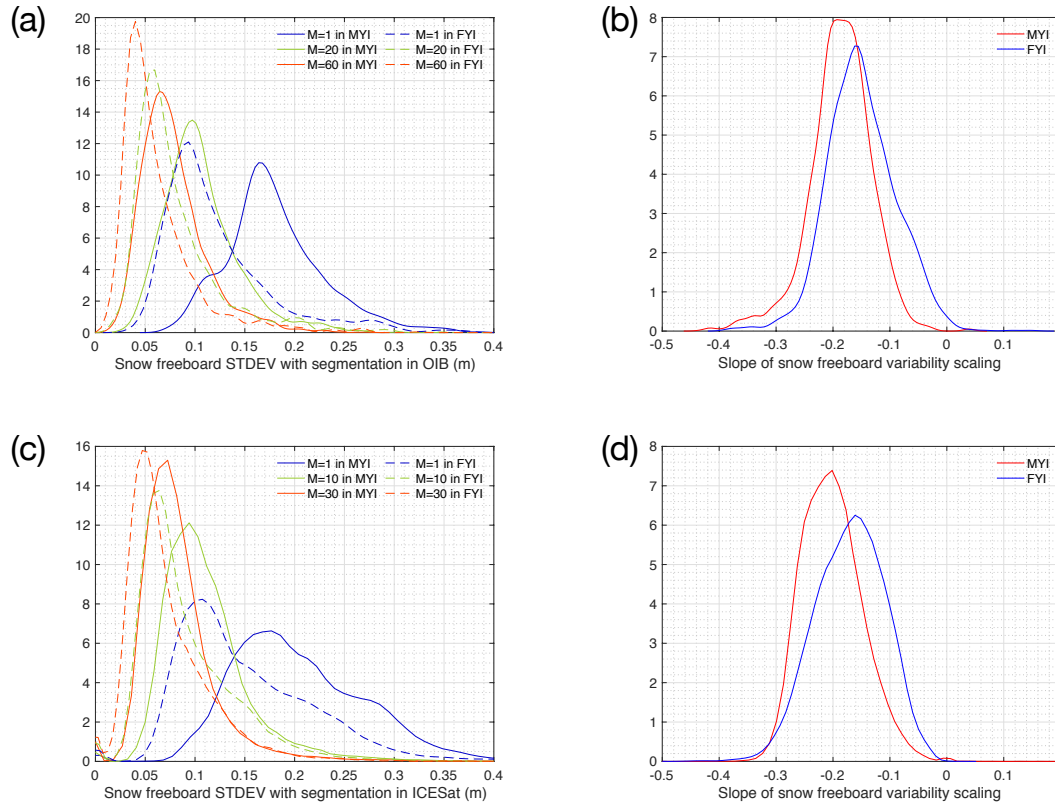 (a)
20
18
16
14
12
10
8
6
4
2
0
M=1 in MYI M=1 in FYI
M=20 in MYI M=20 in FYI
M=60 in MYI M=60 in FYI
0 0.05 0.1 0.15 0.2 0.25 0.3 0.35 0.4
Snow freeboard STDEV with segmentation in OIB (m)
(b)
8
7
6
5
4
3
2
1
0
MYI
FYI
-0.5 -0.4 -0.3 -0.2 -0.1 0 0.1
Slope of snow freeboard variability scaling
(c)
16
14
12
10
8
6
4
2
0
M=1 in MYI M=1 in FYI
M=10 in MYI M=10 in FYI
M=30 in MYI M=30 in FYI
0 0.05 0.1 0.15 0.2 0.25 0.3 0.35 0.4
Snow freeboard STDEV with segmentation in ICESat (m)
(d)
8
7
6
5
4
3
2
1
0
MYI
FYI
-0.5 -0.4 -0.3 -0.2 -0.1 0 0.1
Slope of snow freeboard variability scaling